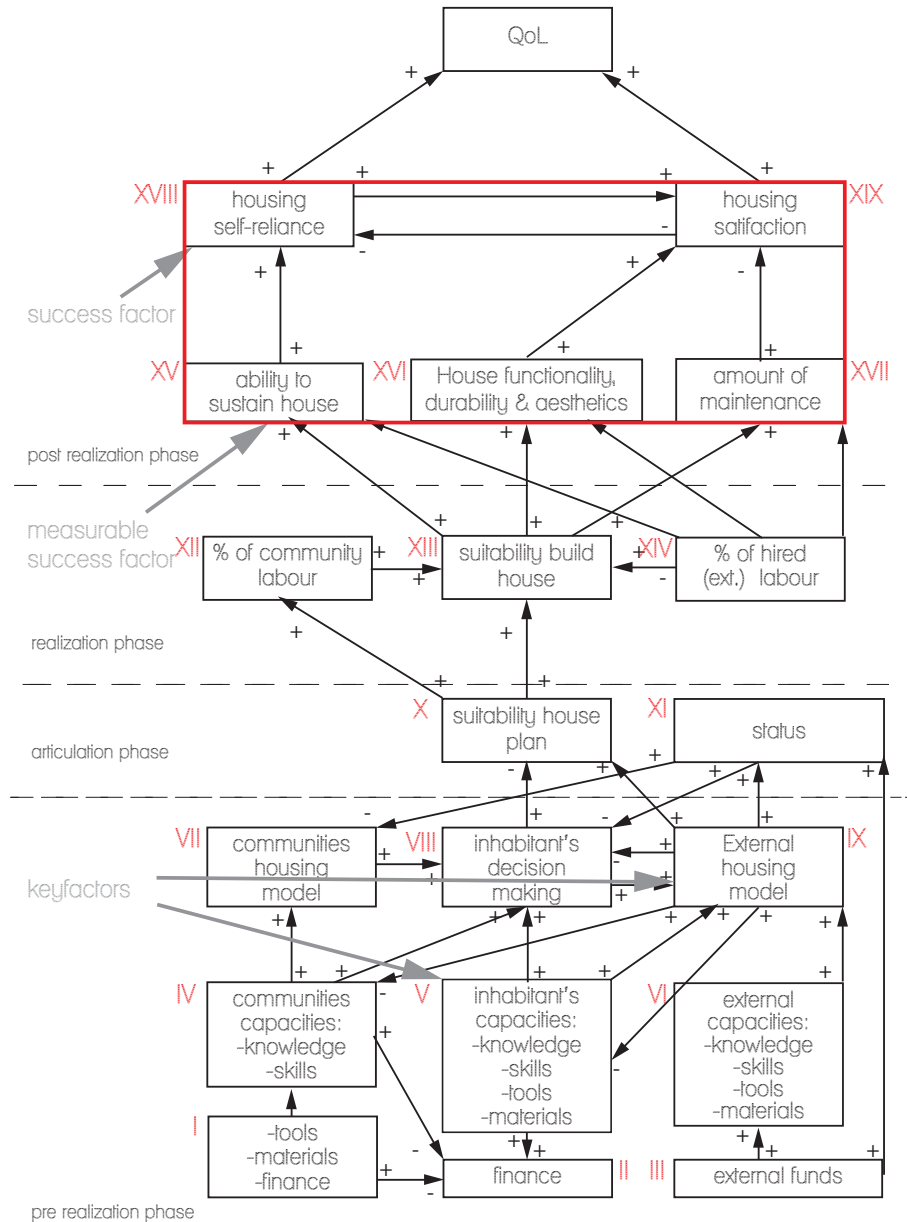 QoL
+ +
+ + + +
XVIII
housing
self-reliance
housing
satifaction
XIX
-
-
+ + -
success factor
+ + +
XV
ability to
sustain house
XVI
House functionality,
durability & aesthetics
amount of
maintenance
XVII
+ + +
post realization phase
measurable
success factor
+ + +
XII
% of community
labour
+
+
XIII
suitability build
house
+
-
XIV
% of hired
(ext.) labour
+ +
realization phase
+ +
X
suitability house
plan
XI
status
articulation phase
- + + + + +
- + - + +
VII
communities
housing
model
+
+
VIII
inhabitant's
decision
making
+
-
+
+
External
housing
model
IX
keyfactors
+ + + + + + +
+ + + + +
IV
communities
capacities:
-knowledge
-skills
-
+
V
inhabitant's
capacities:
-knowledge
-skills
-tools
-materials
-
VI
external
capacities:
-knowledge
-skills
-tools
-materials
I
-tools
-materials
-finance
+
-
-
+ +
finance
II
+ + +
III
external funds
pre realization phase